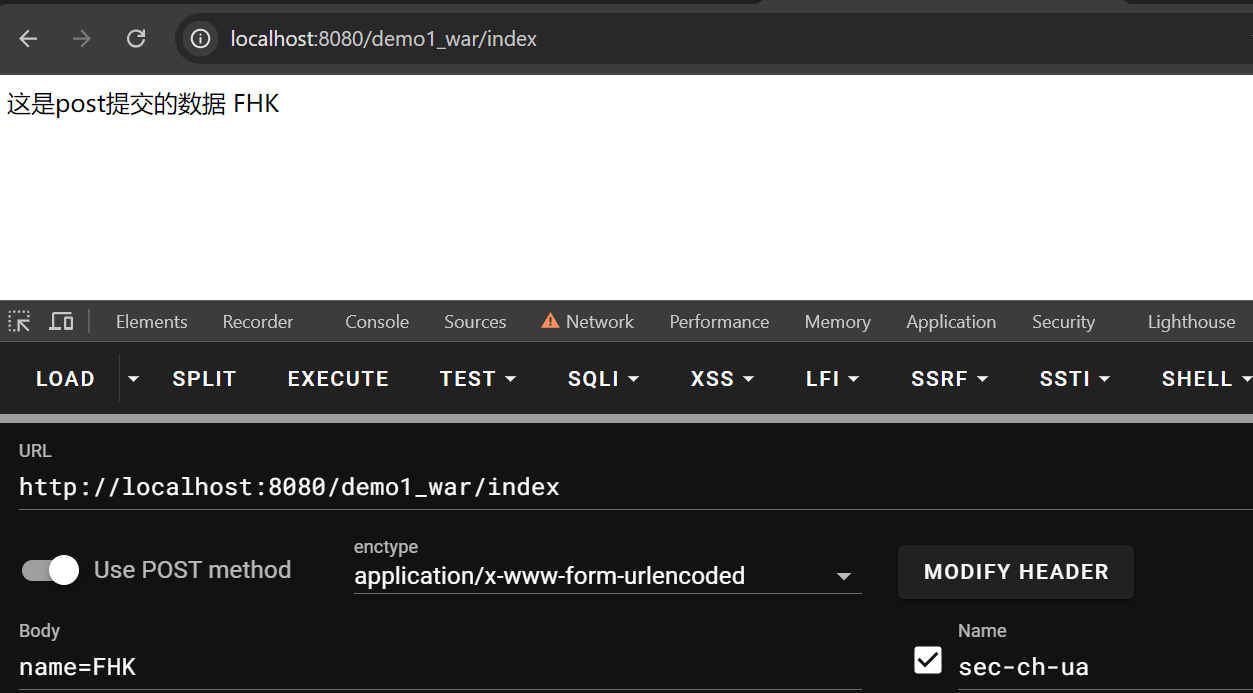 localhost:8080/demo1_war/index
这是post提交的数据 FHK
Elements Recorder Console Sources Network Performance Memory Application Security Lighthouse
LOAD SPLIT EXECUTE TEST SQLI XSS LFI SSRF SSTI SHELL
URL
http://localhost:8080/demo1_war/index
enctype
Use POST method application/x-www-form-urlencoded MODIFY HEADER
Body Name
name=FHK sec-ch-ua